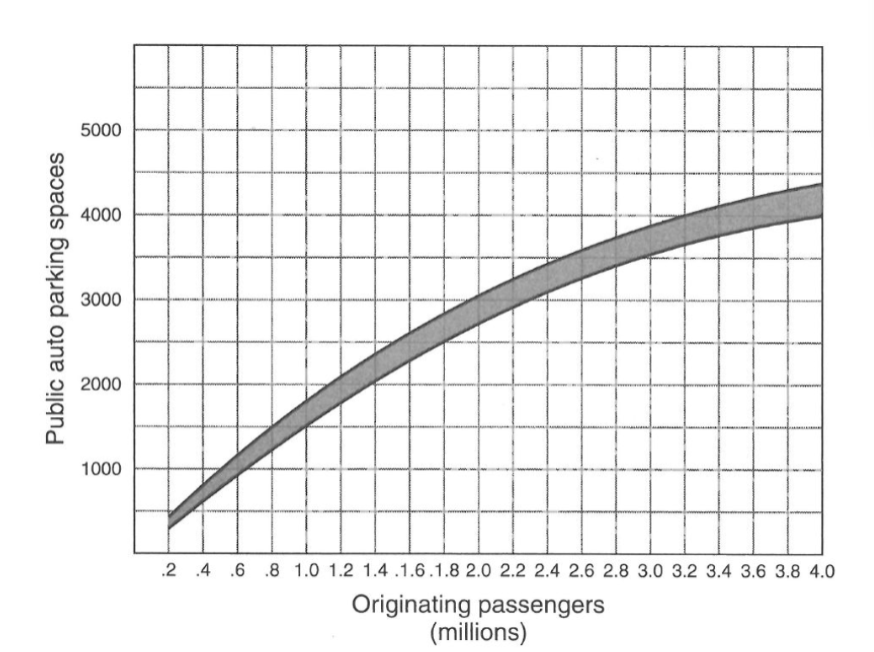 Public auto parking spaces
5000
4000
3000
2000
1000
.2 .4 .6 .8 1.0 1.2 1.4 .1.6 .1.8 2.0 2.2 2.4 2.6 2.8 3.0 3.2 3.4 3.6 3.8 4.0
Originating passengers
(millions)